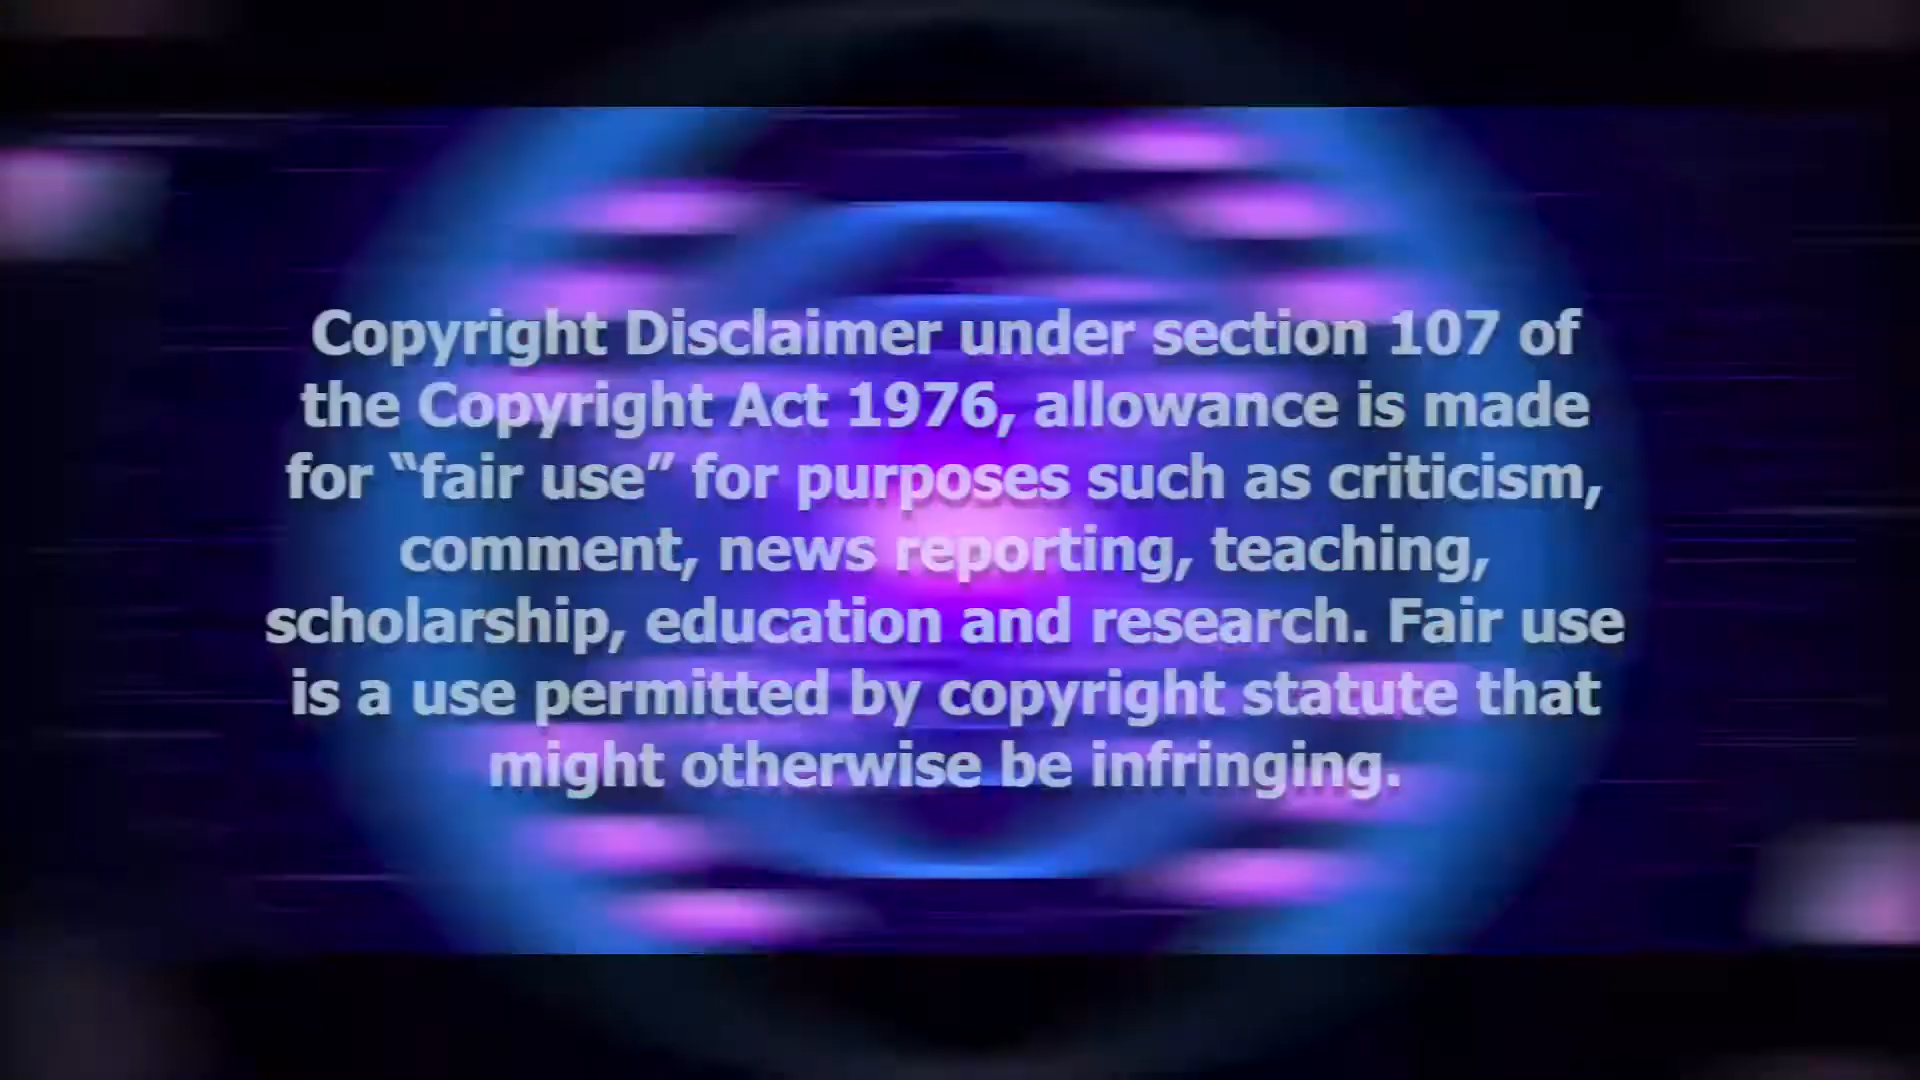 Copyright Disclaimer under section 107 of
the Copyright Act 1976, allowance is made
for “fair use” for purposes such as criticism,
comment, news reporting, teaching,
scholarship, education and research. Fair use
is a use permitted by copyright statute that
might otherwise be infringing.